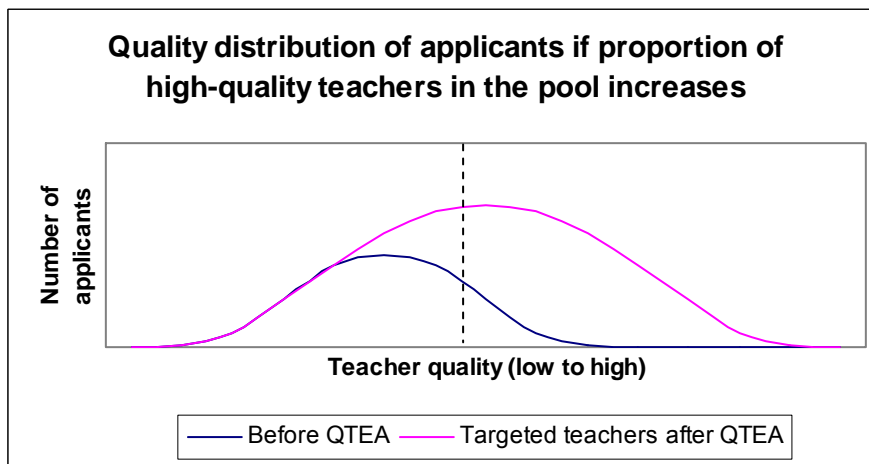 Quality distribution of applicants if proportion of
high-quality teachers in the pool increases
Number of
applicants
Teacher quality (low to high)
Before QTEA
Targeted teachers after QTEA